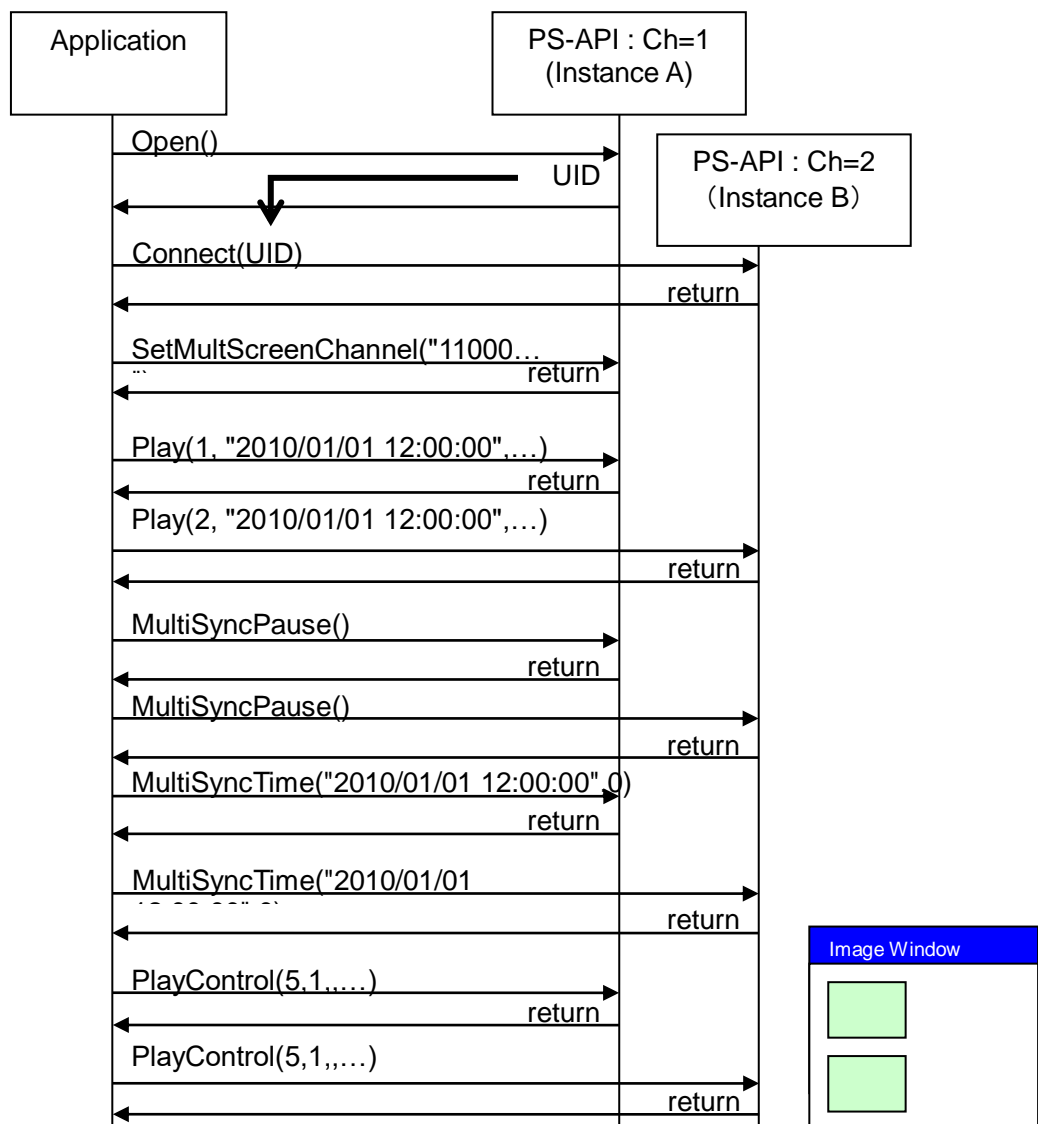 Application
PS-API : Ch=1
(Instance A)
Open()
PS-API : Ch=2
（Instance B）
UID
Connect(UID)
return
SetMultScreenChannel("11000…
return
Play(1, "2010/01/01 12:00:00",…)
return
Play(2, "2010/01/01 12:00:00",…)
return
MultiSyncPause()
return
MultiSyncPause()
return
MultiSyncTime("2010/01/01 12:00:00",0)
return
MultiSyncTime("2010/01/01
return
Image Window
PlayControl(5,1,,…)
return
PlayControl(5,1,,…)
return